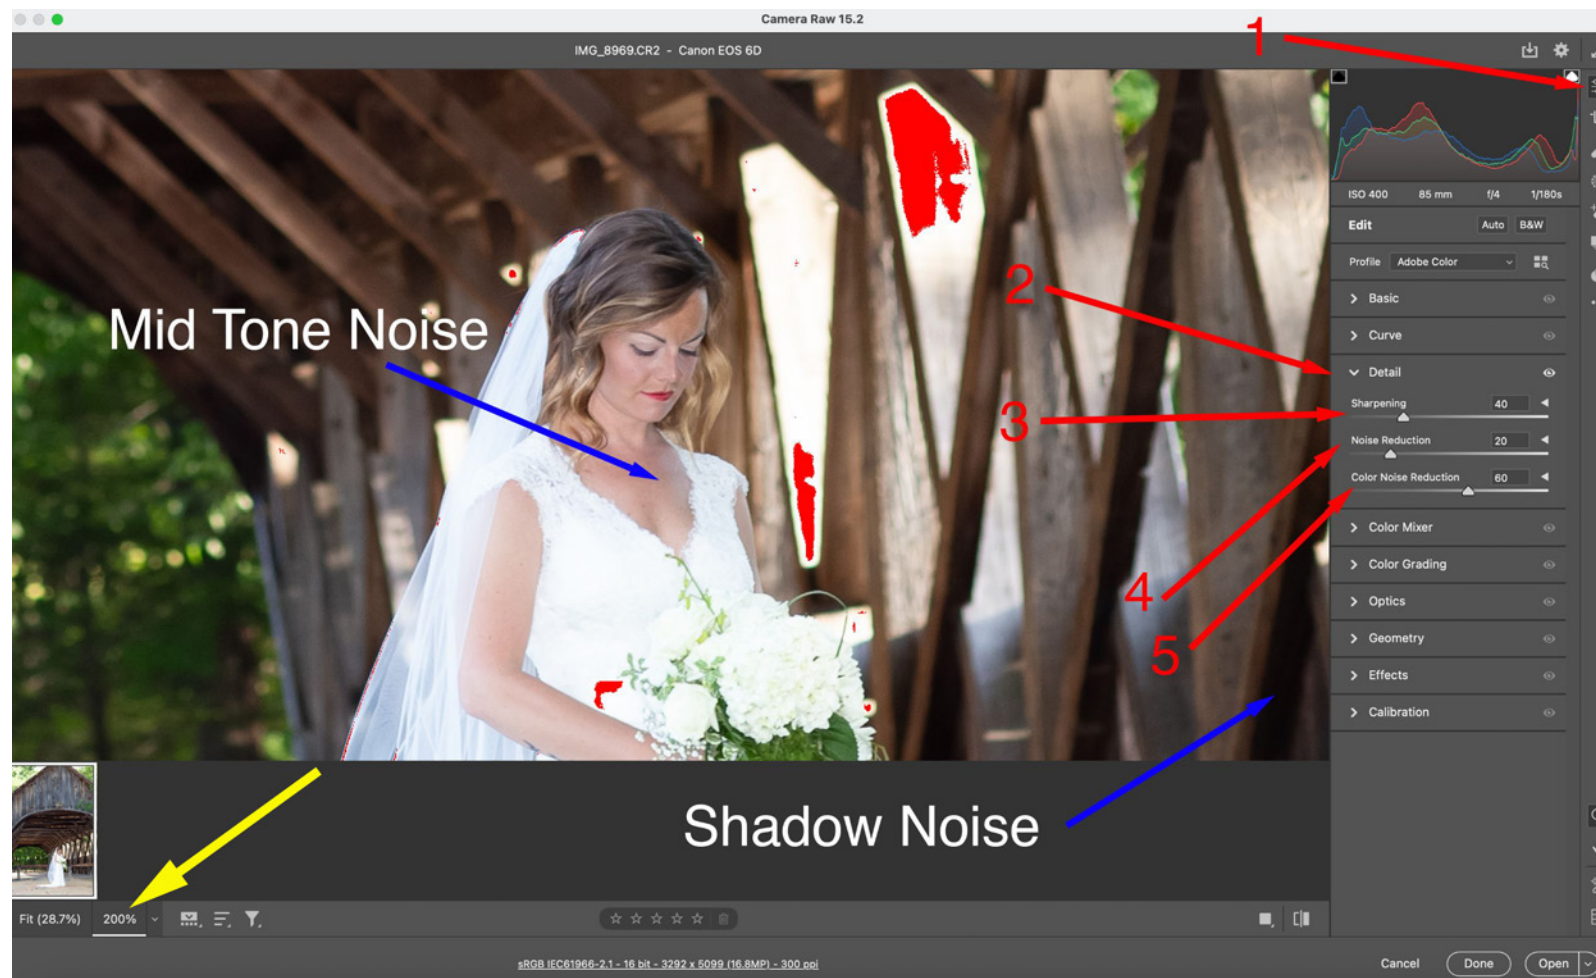 Camera Raw 15.2
IMG_8969.CR2 - Canon EOS 6D
1
ISO 400 85 mm f/4 1/180s
Edit Auto B&W
Profile Adobe Color
Basic
Curve
2
Detail
Sharpening 40
3
Noise Reduction 20
Color Noise Reduction 60
Mid Tone Noise
Color Mixer
Color Grading
4
Optics
5
Geometry
Effects
Calibration
Shadow Noise
Fit (28.7%) 200%
sRGB IEC61966-2.1 - 16 bit - 3292 x 5099 (16.8MP) - 300 ppi
Cancel Done Open